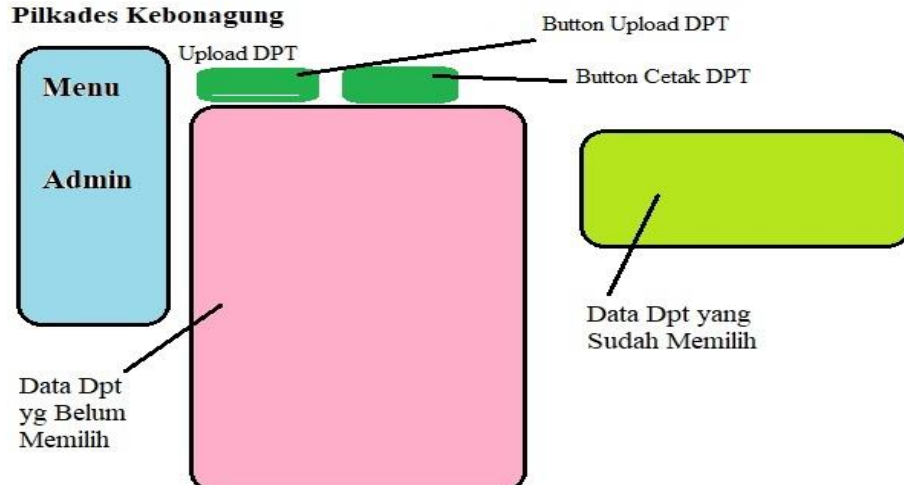 Pilkades Kebonagung
Button Upload DPT
Upload DPT
Button Cetak DPT
Menu
Admin
Data Dpt yang
Sudah Memilih
Data Dpt
yg Belum
Memilih